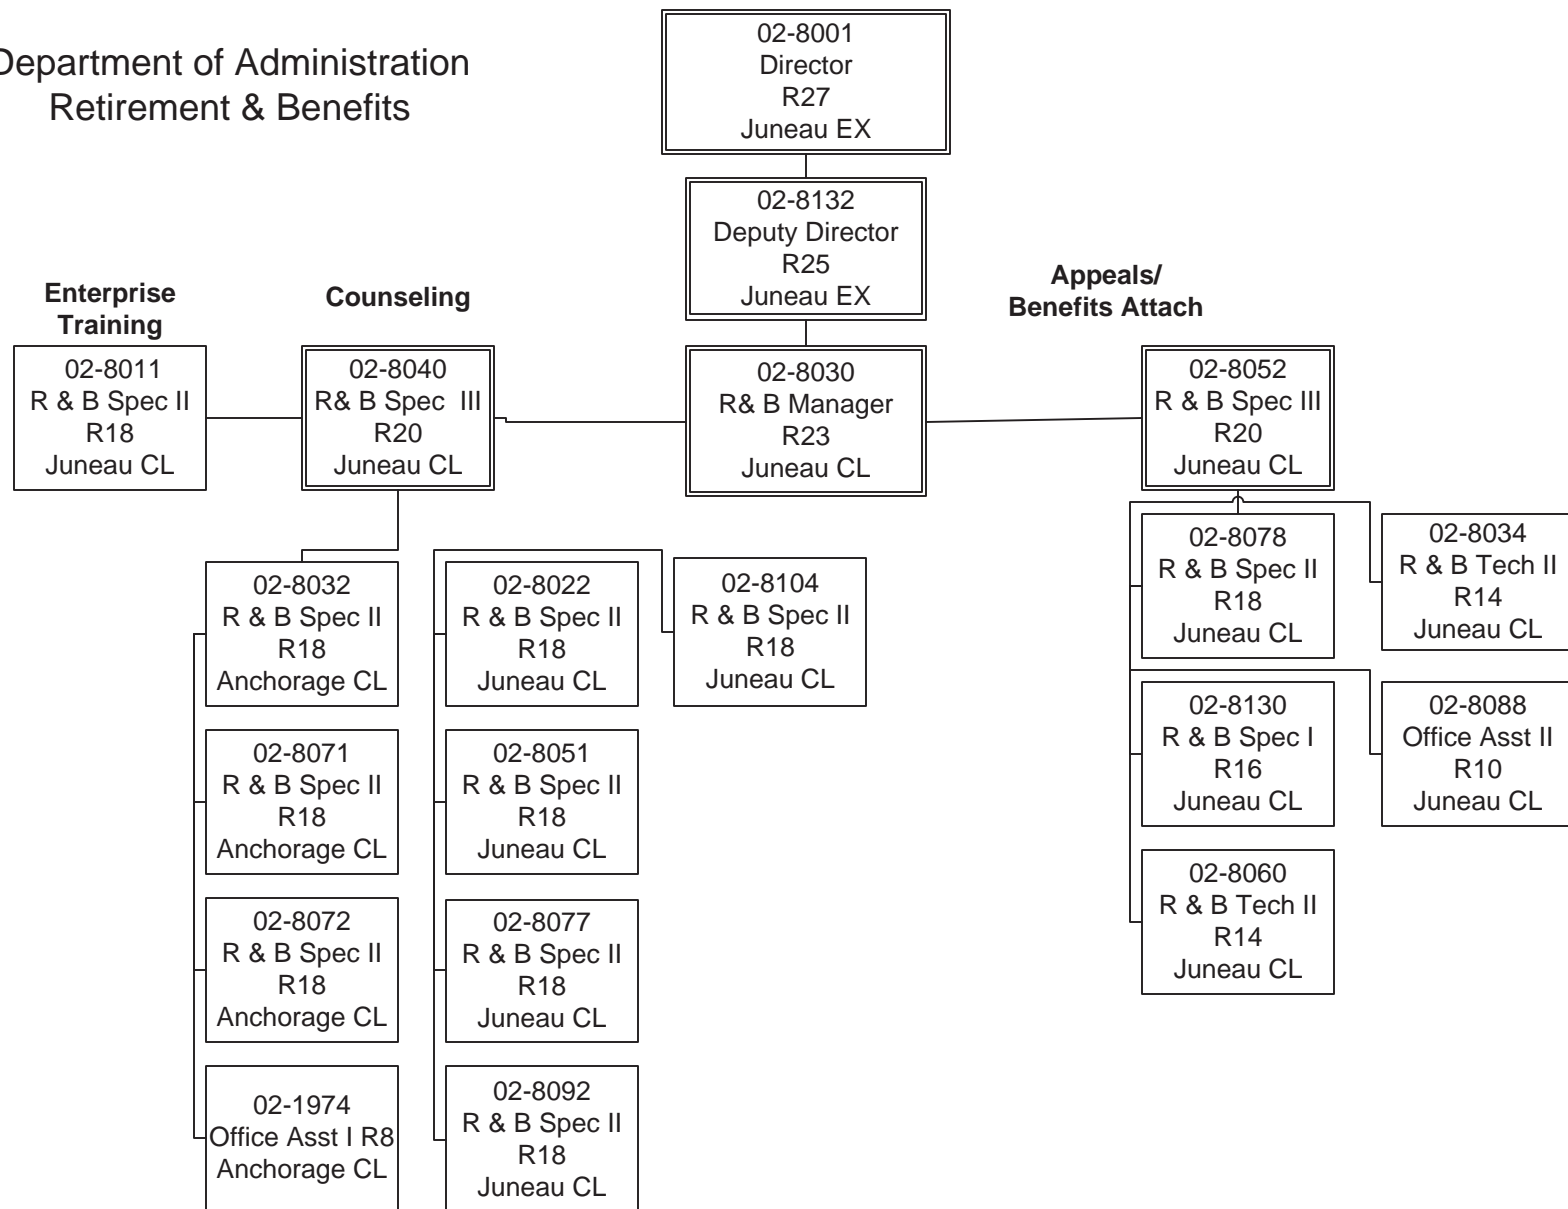 Department of Administration
Retirement & Benefits
02-8001
Director
R27
Juneau EX
02-8132
Deputy Director
R25
Juneau EX
Enterprise
Training
Counseling
Appeals/
Benefits Attach
02-8011
R & B Spec II
R18
Juneau CL
02-8040
R& B Spec  III
R20
Juneau CL
02-8030
R& B Manager
R23
Juneau CL
02-8052
R & B Spec III
R20
Juneau CL
02-8032
R & B Spec II
R18
Anchorage CL
02-8022
R & B Spec II
R18
Juneau CL
02-8104
R & B Spec II
R18
Juneau CL
02-8078
R & B Spec II
R18
Juneau CL
02-8034
R & B Tech II
R14
Juneau CL
02-8071
R & B Spec II
R18
Anchorage CL
02-8051
R & B Spec II
R18
Juneau CL
02-8130
R & B Spec I
R16
Juneau CL
02-8088
Office Asst II
R10
Juneau CL
02-8072
R & B Spec II
R18
Anchorage CL
02-8077
R & B Spec II
R18
Juneau CL
02-8060
R & B Tech II
R14
Juneau CL
02-1974
Office Asst I R8
Anchorage CL
02-8092
R & B Spec II
R18
Juneau CL